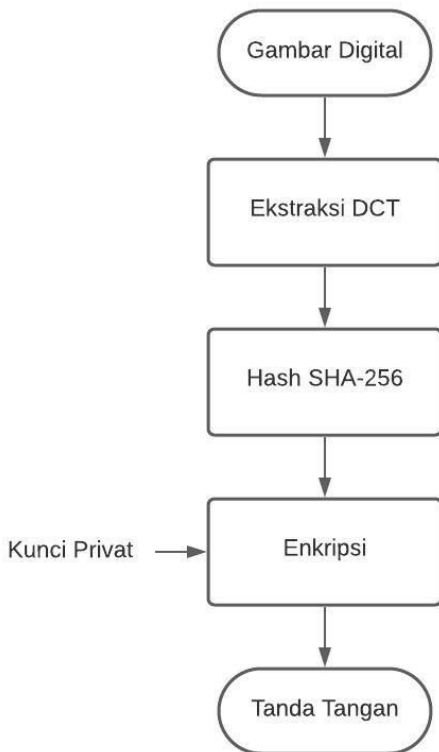 Gambar Digital
Ekstraksi DCT
Hash SHA-256
Kunci Privat
Enkripsi
Tanda Tangan